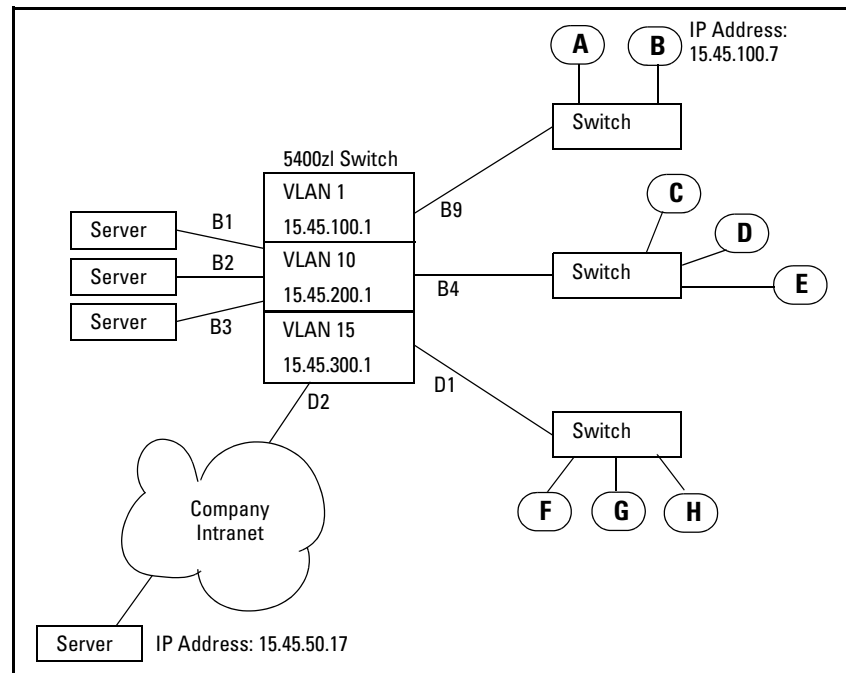 A
B
IP Address:
15.45.100.7
Switch
5400zl Switch
VLAN 1
15.45.100.1
B9
C
Server
B1
D
VLAN 10
Server
B2
Switch
15.45.200.1
B4
E
Server
B3
VLAN 15
15.45.300.1
D1
D2
Switch
Company
Intranet
F
G
H
Server
IP Address: 15.45.50.17